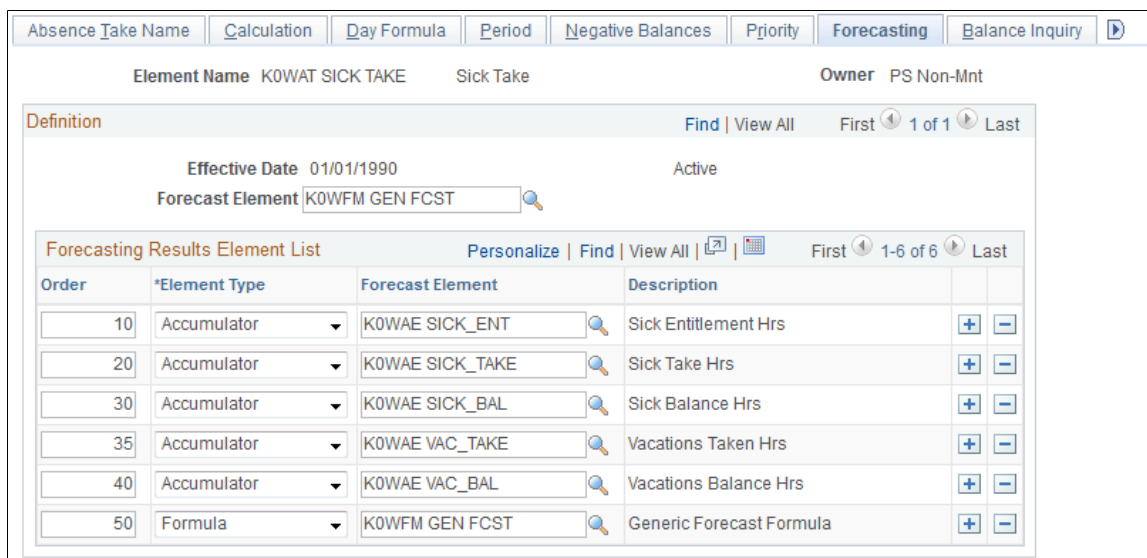 Absence Take Name Calculation Day Formula Period Negative Balances Priority Forecasting Balance Inquiry
Element Name K0WAT SICK TAKE Sick Take Owner PS Non-Mnt
Definition Find | View All First 1 of 1 Last
Effective Date 01/01/1990 Active
Forecast Element K0WFM GEN FCST
Forecasting Results Element List Personalize | Find | View All | | First 1-6 of 6 Last
Order *Element Type Forecast Element Description
10 Accumulator K0WAE SICK_ENT Sick Entitlement Hrs
20 Accumulator K0WAE SICK_TAKE Sick Take Hrs
30 Accumulator K0WAE SICK_BAL Sick Balance Hrs
35 Accumulator K0WAE VAC_TAKE Vacations Taken Hrs
40 Accumulator K0WAE VAC_BAL Vacations Balance Hrs
50 Formula K0WFM GEN FCST Generic Forecast Formula